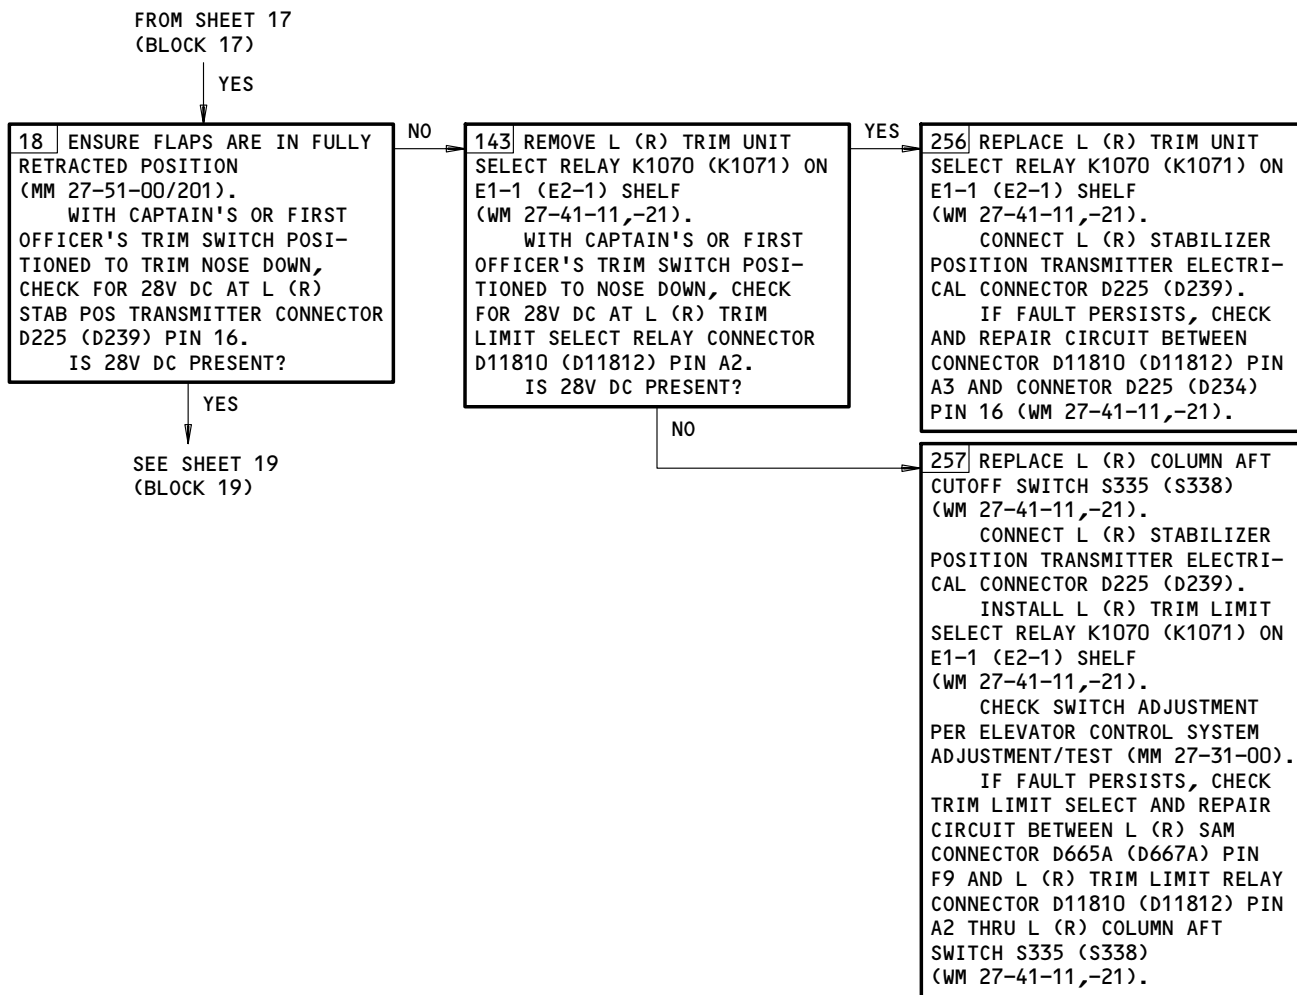 FROM SHEET 17
(BLOCK 17)
YES
18 ENSURE FLAPS ARE IN FULLY
RETRACTED POSITION
(MM 27-51-00/201).
WITH CAPTAIN'S OR FIRST
OFFICER'S TRIM SWITCH POSI-
TIONED TO TRIM NOSE DOWN,
CHECK FOR 28V DC AT L (R)
STAB POS TRANSMITTER CONNECTOR
D225 (D239) PIN 16.
IS 28V DC PRESENT?
NO
YES
SEE SHEET 19
(BLOCK 19)
143 REMOVE L (R) TRIM UNIT
SELECT RELAY K1070 (K1071) ON
E1-1 (E2-1) SHELF
(WM 27-41-11,-21).
WITH CAPTAIN'S OR FIRST
OFFICER'S TRIM SWITCH POSI-
TIONED TO NOSE DOWN, CHECK
FOR 28V DC AT L (R) TRIM
LIMIT SELECT RELAY CONNECTOR
D11810 (D11812) PIN A2.
IS 28V DC PRESENT?
YES
NO
256 REPLACE L (R) TRIM UNIT
SELECT RELAY K1070 (K1071) ON
E1-1 (E2-1) SHELF
(WM 27-41-11,-21).
CONNECT L (R) STABILIZER
POSITION TRANSMITTER ELECTRI-
CAL CONNECTOR D225 (D239).
IF FAULT PERSISTS, CHECK
AND REPAIR CIRCUIT BETWEEN
CONNECTOR D11810 (D11812) PIN
A3 AND CONNETOR D225 (D234)
PIN 16 (WM 27-41-11,-21).
257 REPLACE L (R) COLUMN AFT
CUTOFF SWITCH S335 (S338)
(WM 27-41-11,-21).
CONNECT L (R) STABILIZER
POSITION TRANSMITTER ELECTRI-
CAL CONNECTOR D225 (D239).
INSTALL L (R) TRIM LIMIT
SELECT RELAY K1070 (K1071) ON
E1-1 (E2-1) SHELF
(WM 27-41-11,-21).
CHECK SWITCH ADJUSTMENT
PER ELEVATOR CONTROL SYSTEM
ADJUSTMENT/TEST (MM 27-31-00).
IF FAULT PERSISTS, CHECK
TRIM LIMIT SELECT AND REPAIR
CIRCUIT BETWEEN L (R) SAM
CONNECTOR D665A (D667A) PIN
F9 AND L (R) TRIM LIMIT RELAY
CONNECTOR D11810 (D11812) PIN
A2 THRU L (R) COLUMN AFT
SWITCH S335 (S338)
(WM 27-41-11,-21).